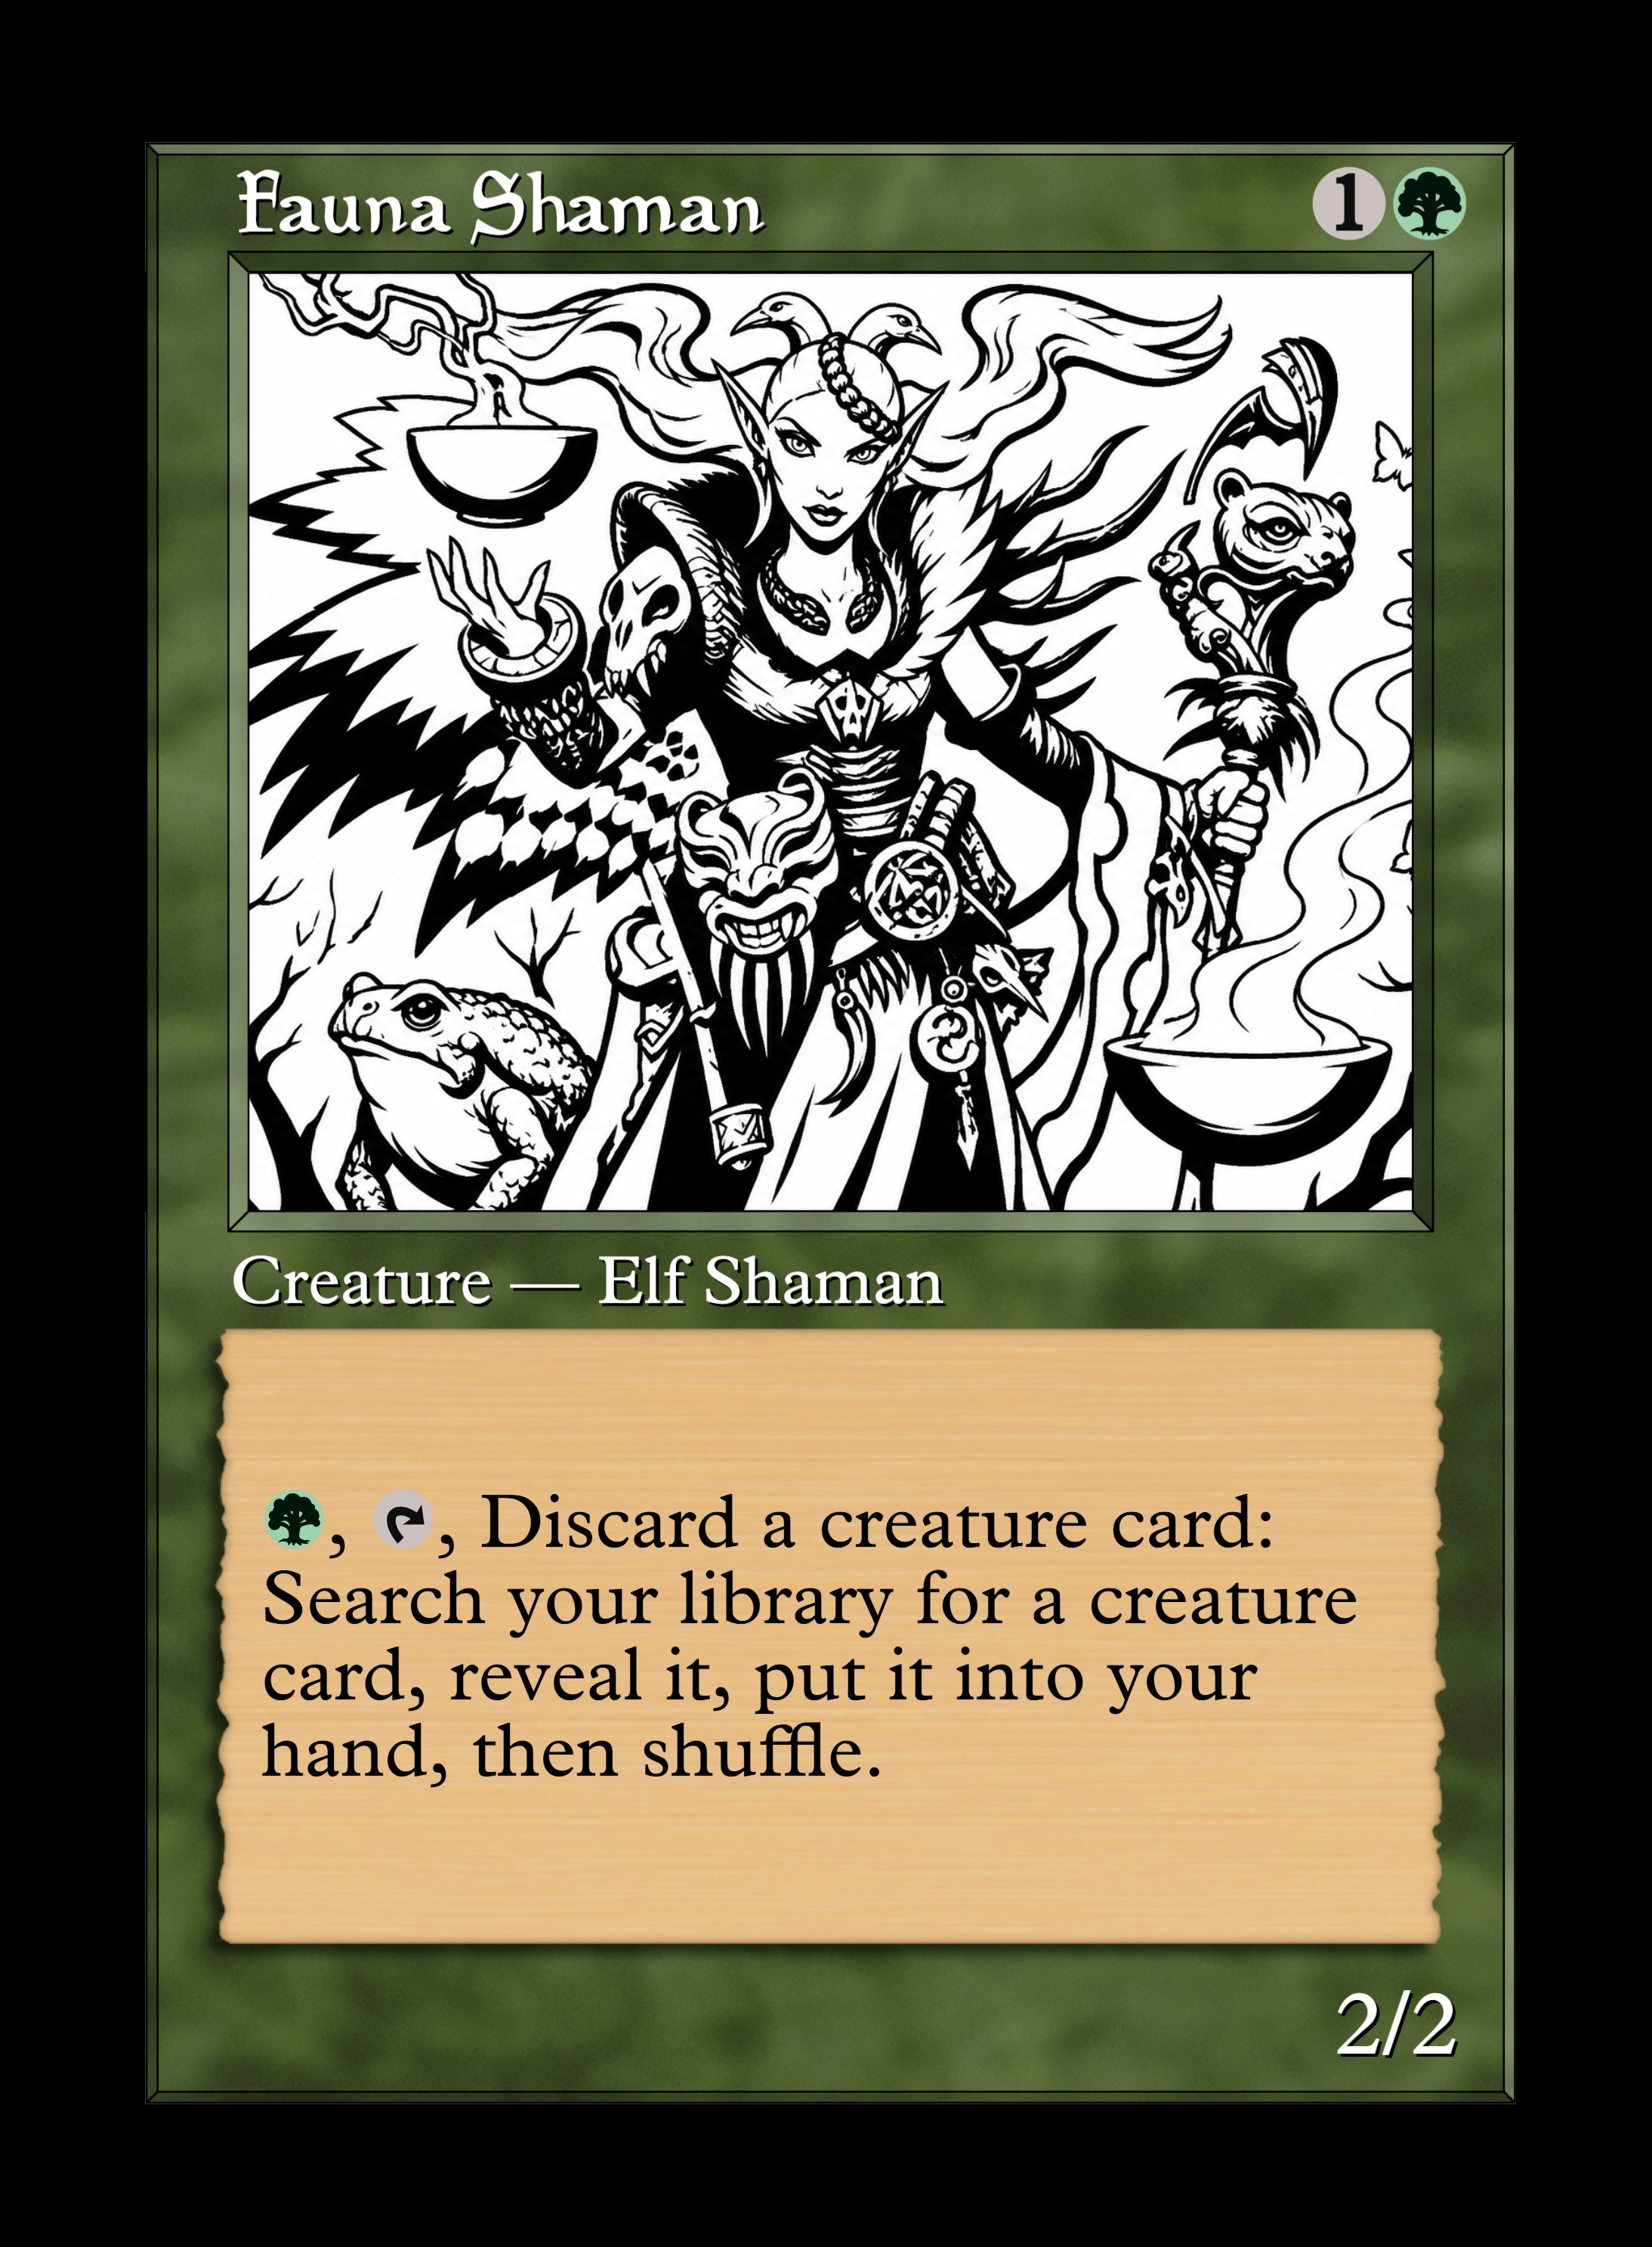 Fauna Shaman 1
Creature — Elf Shaman
, , Discard a creature card:
Search your library for a creature
card, reveal it, put it into your
hand, then shuffle.
2/2